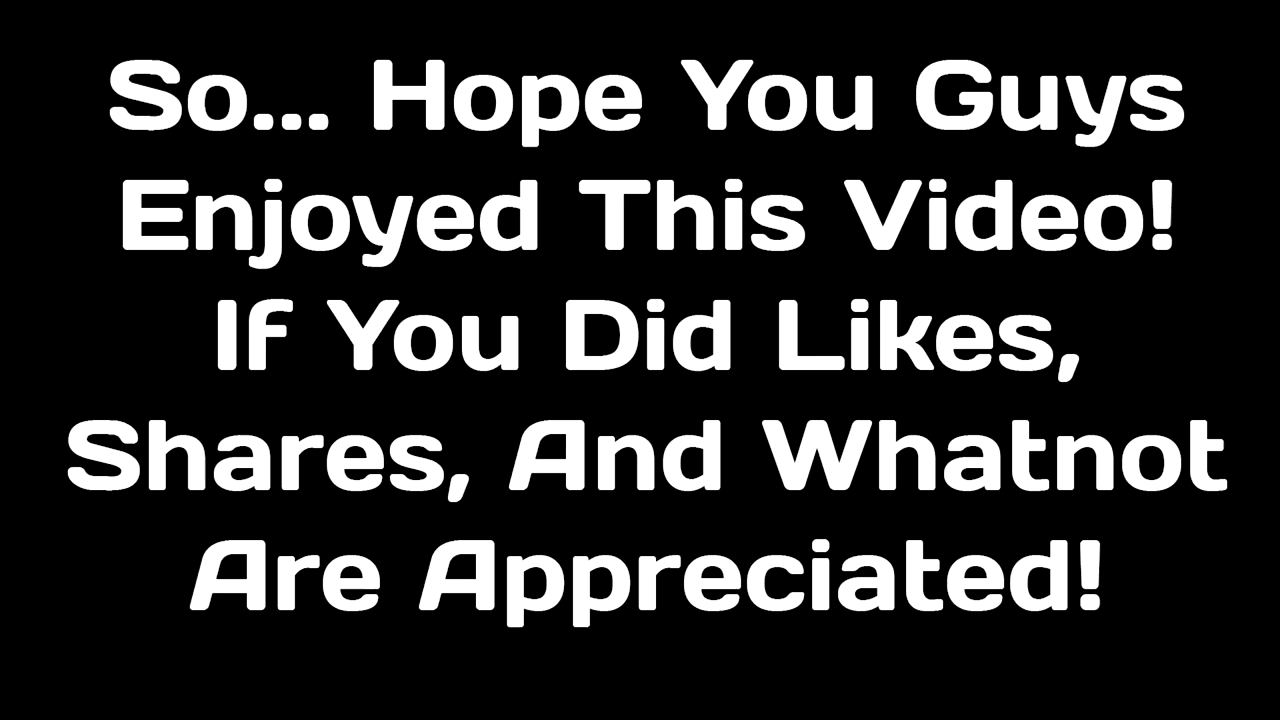 So... Hope You Guys
Enjoyed This Video!
If You Did Likes,
Shares, And Whatnot
Are Appreciated!